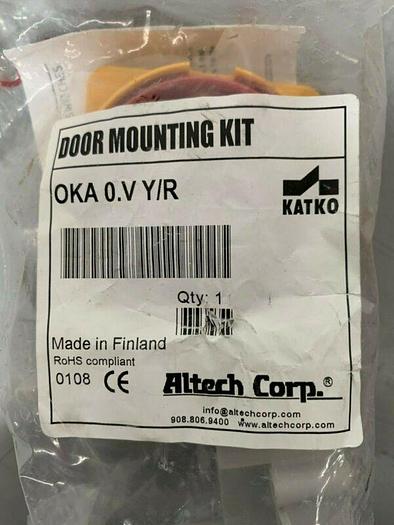 DOOR MOUNTING KIT
OKA 0.V Y/R
KATKO
Qty: 1
Made in Finland
RoHS compliant
0108 CE
Altech Corp.®
info@altechcorp.com
908.806.9400 www.altechcorp.com